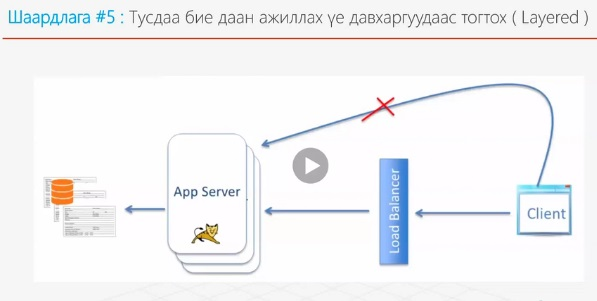 Шаардлага #5 : Тусдаа бие даан ажиллах үе давхаргуудаас тогтох ( Layered )
App Server
Load Balancer
Client